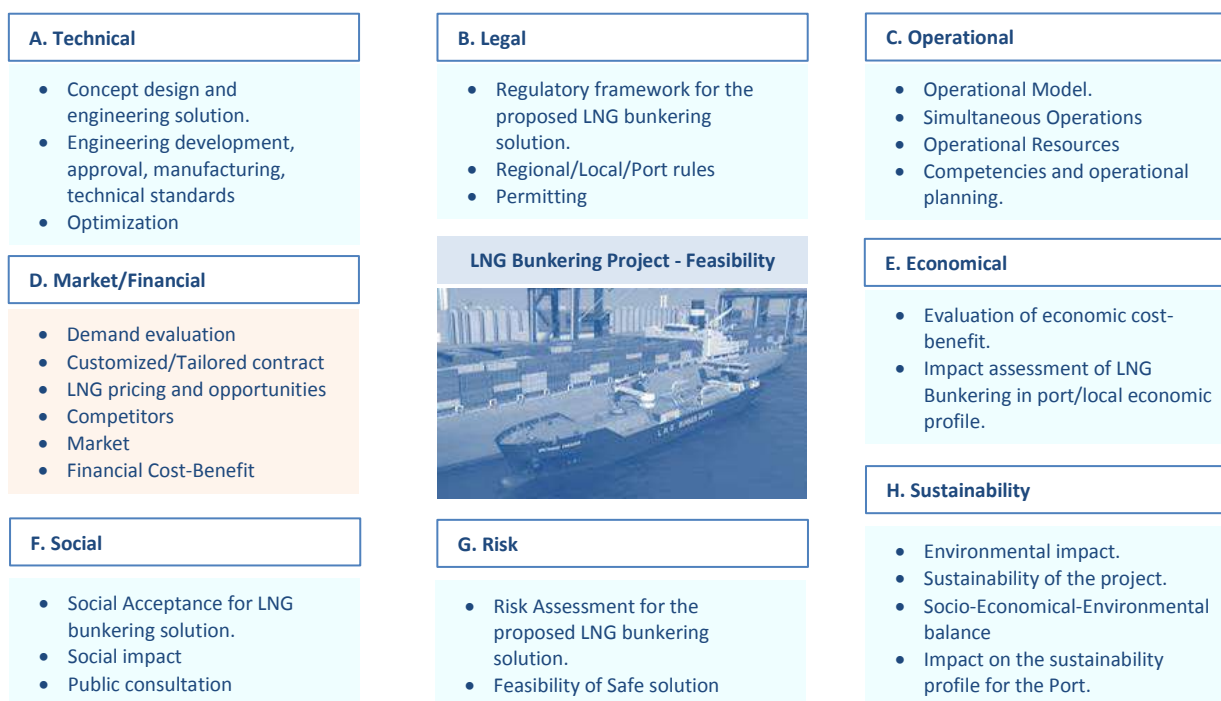 A. Technical
• Concept design and
engineering solution.
• Engineering development,
approval, manufacturing,
technical standards
• Optimization
B. Legal
• Regulatory framework for the
proposed LNG bunkering
solution.
• Regional/Local/Port rules
• Permitting
C. Operational
• Operational Model.
• Simultaneous Operations
• Operational Resources
• Competencies and operational
planning.
D. Market/Financial
• Demand evaluation
• Customized/Tailored contract
• LNG pricing and opportunities
• Competitors
• Market
• Financial Cost-Benefit
LNG Bunkering Project - Feasibility
LNG BUNKER SUPPLY
E. Economical
• Evaluation of economic cost-
benefit.
• Impact assessment of LNG
Bunkering in port/local economic
profile.
F. Social
• Social Acceptance for LNG
bunkering solution.
• Social impact
• Public consultation
G. Risk
• Risk Assessment for the
proposed LNG bunkering
solution.
• Feasibility of Safe solution
H. Sustainability
• Environmental impact.
• Sustainability of the project.
• Socio-Economical-Environmental
balance
• Impact on the sustainability
profile for the Port.